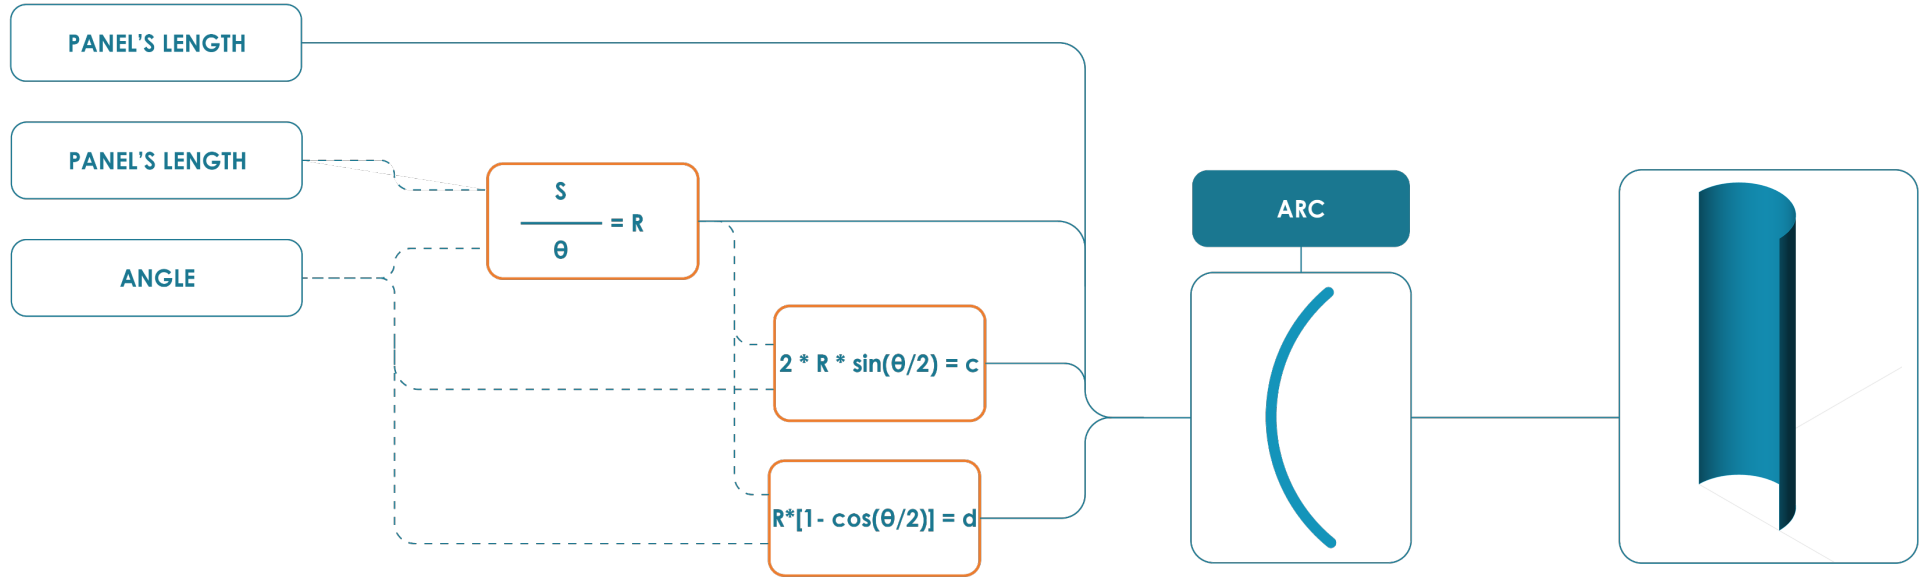 PANEL'S LENGTH
PANEL'S LENGTH
ANGLE
S
= R
θ
2 * R * sin(θ/2) = c
R*[1- cos(θ/2)] = d
ARC